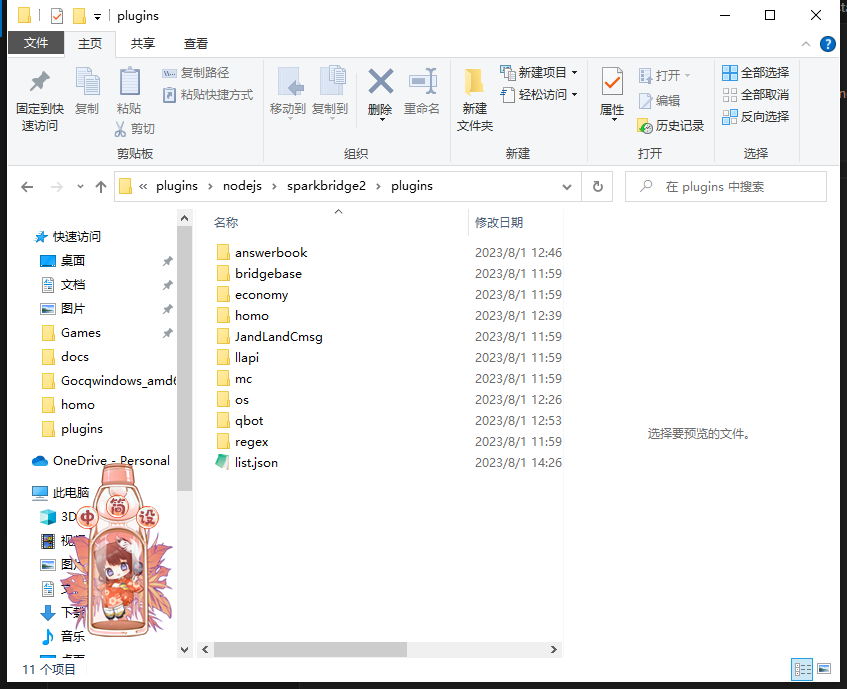 plugins
文件 主页 共享 查看
固定到快速访问
复制
粘贴
复制路径
粘贴快捷方式
剪切
剪贴板
移动到
复制到
删除
重命名
组织
新建文件夹
新建项目
轻松访问
新建
属性
打开
编辑
历史记录
打开
全部选择
全部取消
反向选择
选择
« plugins › nodejs › sparkbridge2 › plugins
在 plugins 中搜索
快速访问
桌面
文档
图片
Games
docs
Gocqwindows_amd6
homo
plugins
OneDrive - Personal
此电脑
3D
视
图片
下载
音乐
桌面
中 简 设
名称 修改日期
answerbook 2023/8/1 12:46
bridgebase 2023/8/1 11:59
economy 2023/8/1 11:59
homo 2023/8/1 12:39
JandLandCmsg 2023/8/1 11:59
llapi 2023/8/1 11:59
mc 2023/8/1 11:59
os 2023/8/1 12:26
qbot 2023/8/1 12:53
regex 2023/8/1 11:59
list.json 2023/8/1 14:26
选择要预览的文件。
11 个项目